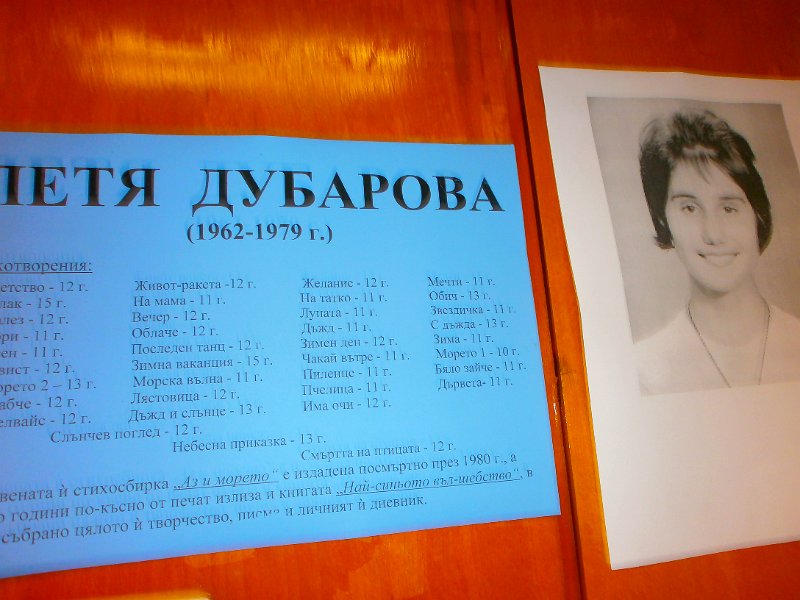 ПЕТЯ ДУБАРОВА
(1962-1979 г.)
хотворения:
етство - 12 г. Живот-ракета -12 г. Желание - 12 г. Мечти - 11 г.
лак - 15 г. На мама - 11 г. На татко - 11 г. Обич - 13 г.
лез - 12 г. Вечер - 12 г. Луната - 11 г. Звездичка - 11 г.
ри - 11 г. Облаче - 12 г. Дъжд - 11 г. С дъжда - 13 г.
ен - 11 г. Последен танц - 12 г. Зимен ден - 12 г. Зима - 11 г.
вист - 12 г. Зимна ваканция - 15 г. Чакай вътре - 11 г. Морето 1 - 10 г.
орето 2 – 13 г. Морска вълна - 11 г. Пиленце - 11 г. Бяло зайче - 11 г.
абче - 12 г. Лястовица - 12 г. Пчелица - 11 г. Дървета- 11 г.
елвайс - 12 г. Дъжд и слънце - 13 г. Има очи - 12 г.
Слънчев поглед - 12 г.
Небесна приказка - 13 г.
Смъртта на птицата - 12 г.
вената ѝ стихосбирка „Аз и морето“ е издадена посмъртно през 1980 г., а
години по-късно от печат излиза и книгата „Най-синьото въл-шебство“, в
събрано цялото ѝ творчество, писма и личният ѝ дневник.